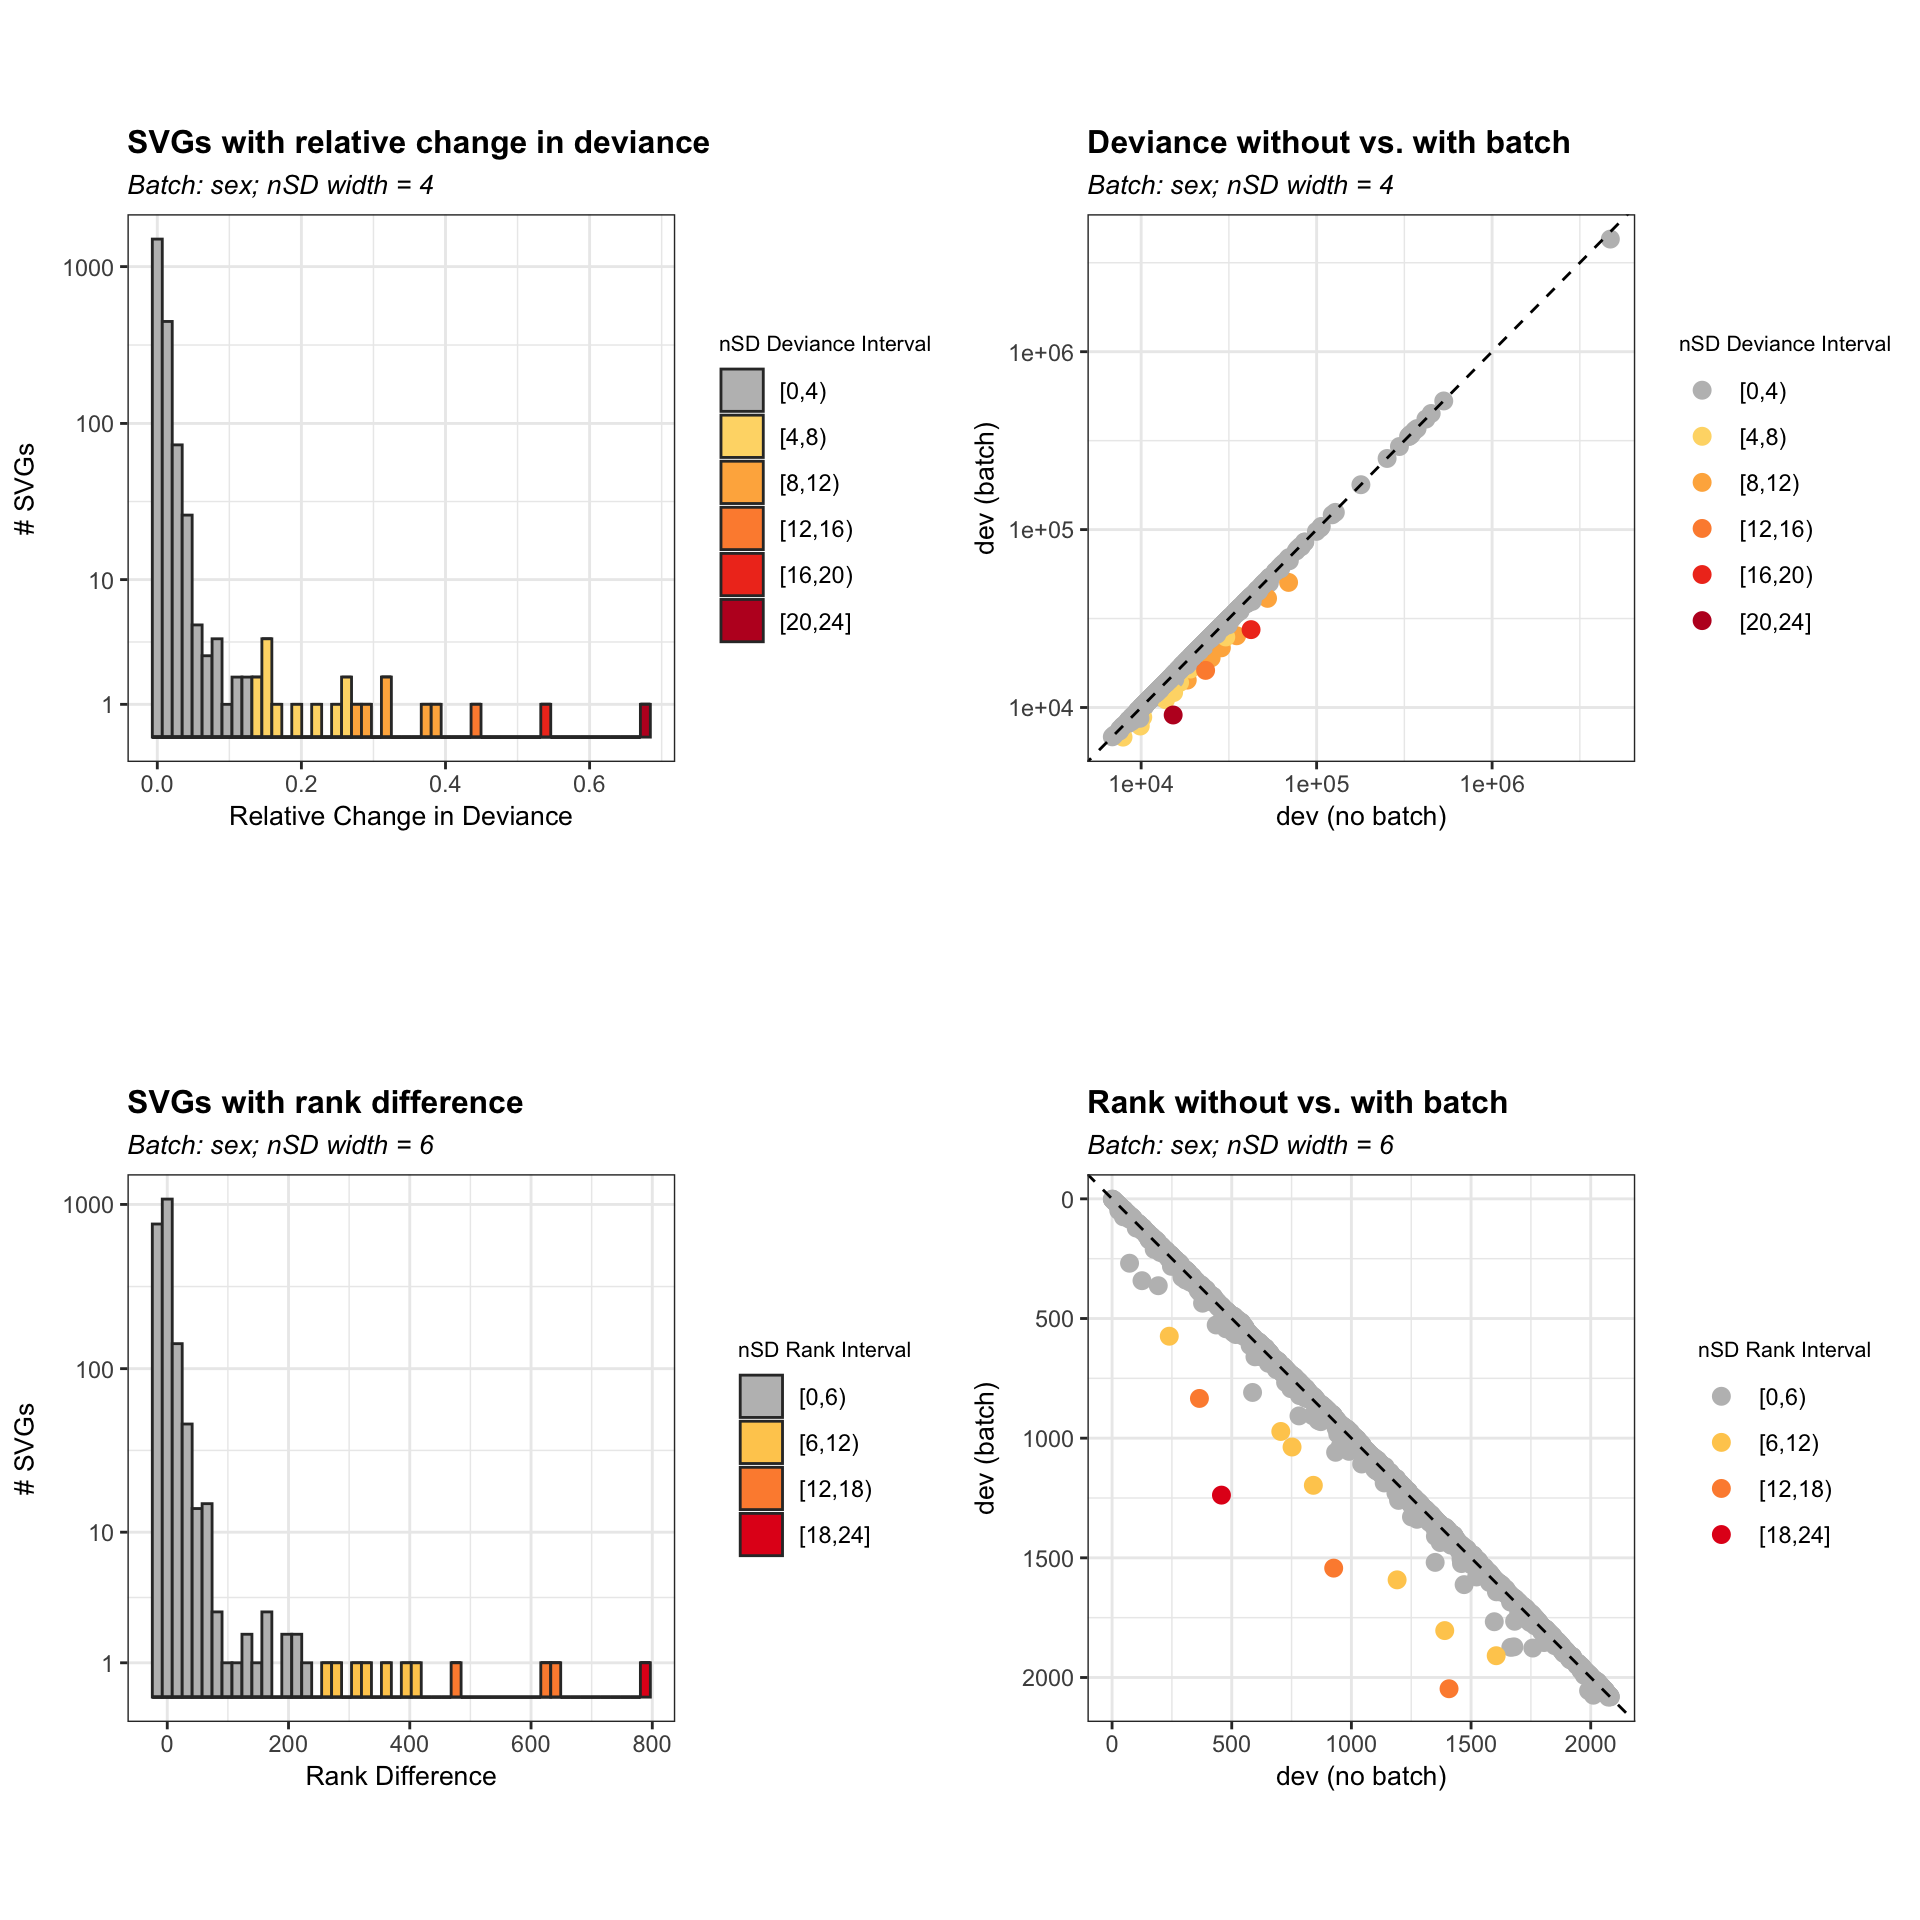 SVGs with relative change in deviance
Batch: sex; nSD width = 4
# SVGs
1000
100
10
1
0.0 0.2 0.4 0.6
Relative Change in Deviance
nSD Deviance Interval
[0,4)
[4,8)
[8,12)
[12,16)
[16,20)
[20,24]
Deviance without vs. with batch
Batch: sex; nSD width = 4
dev (batch)
1e+06
1e+05
1e+04
1e+04 1e+05 1e+06
dev (no batch)
nSD Deviance Interval
[0,4)
[4,8)
[8,12)
[12,16)
[16,20)
[20,24]
SVGs with rank difference
Batch: sex; nSD width = 6
# SVGs
1000
100
10
1
0 200 400 600 800
Rank Difference
nSD Rank Interval
[0,6)
[6,12)
[12,18)
[18,24]
Rank without vs. with batch
Batch: sex; nSD width = 6
dev (batch)
0
500
1000
1500
2000
0 500 1000 1500 2000
dev (no batch)
nSD Rank Interval
[0,6)
[6,12)
[12,18)
[18,24]